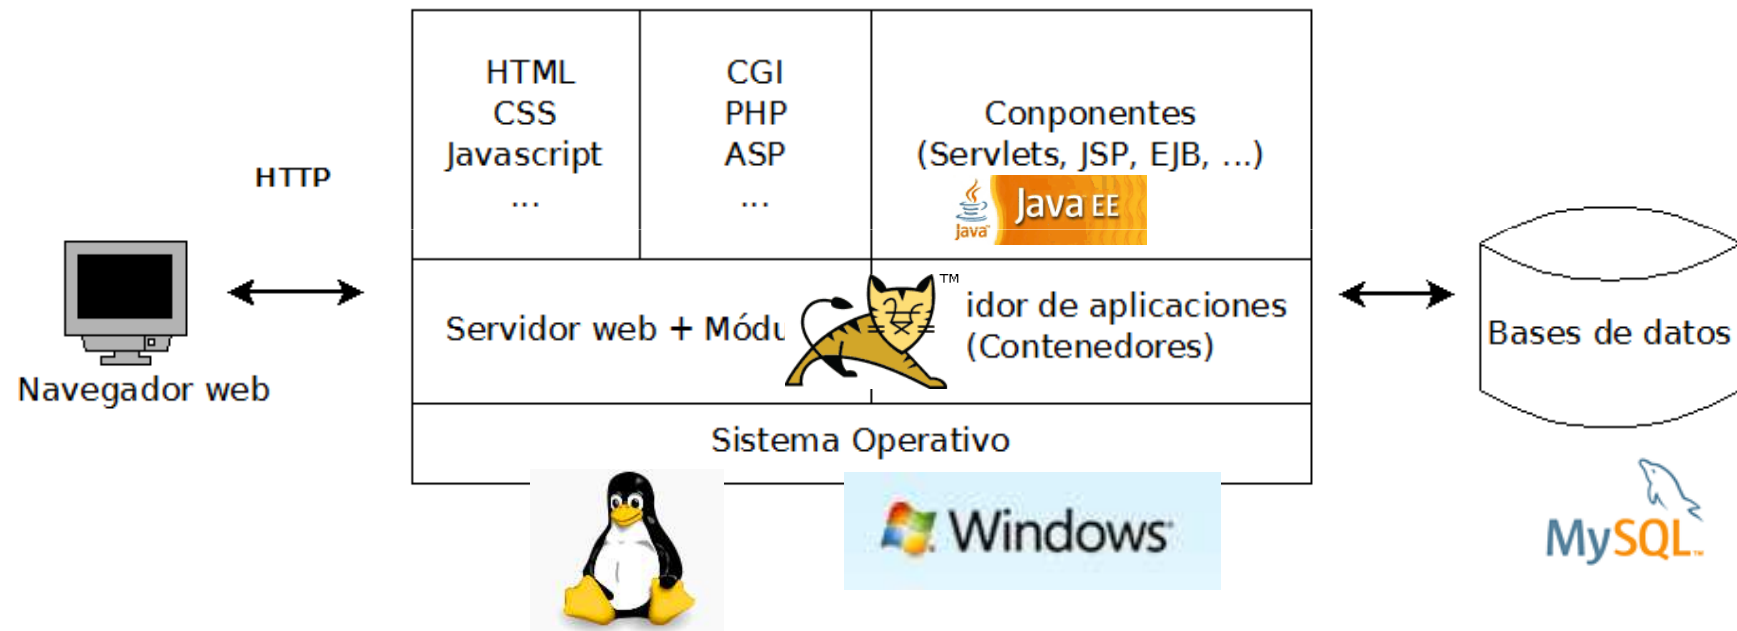 HTML
CSS
Javascript
...
CGI
PHP
ASP
...
Conponentes
(Servlets, JSP, EJB, ...)
Java
Java EE
HTTP
Navegador web
Servidor web + Módu
TM
idor de aplicaciones
(Contenedores)
Sistema Operativo
Windows
Bases de datos
MySQL